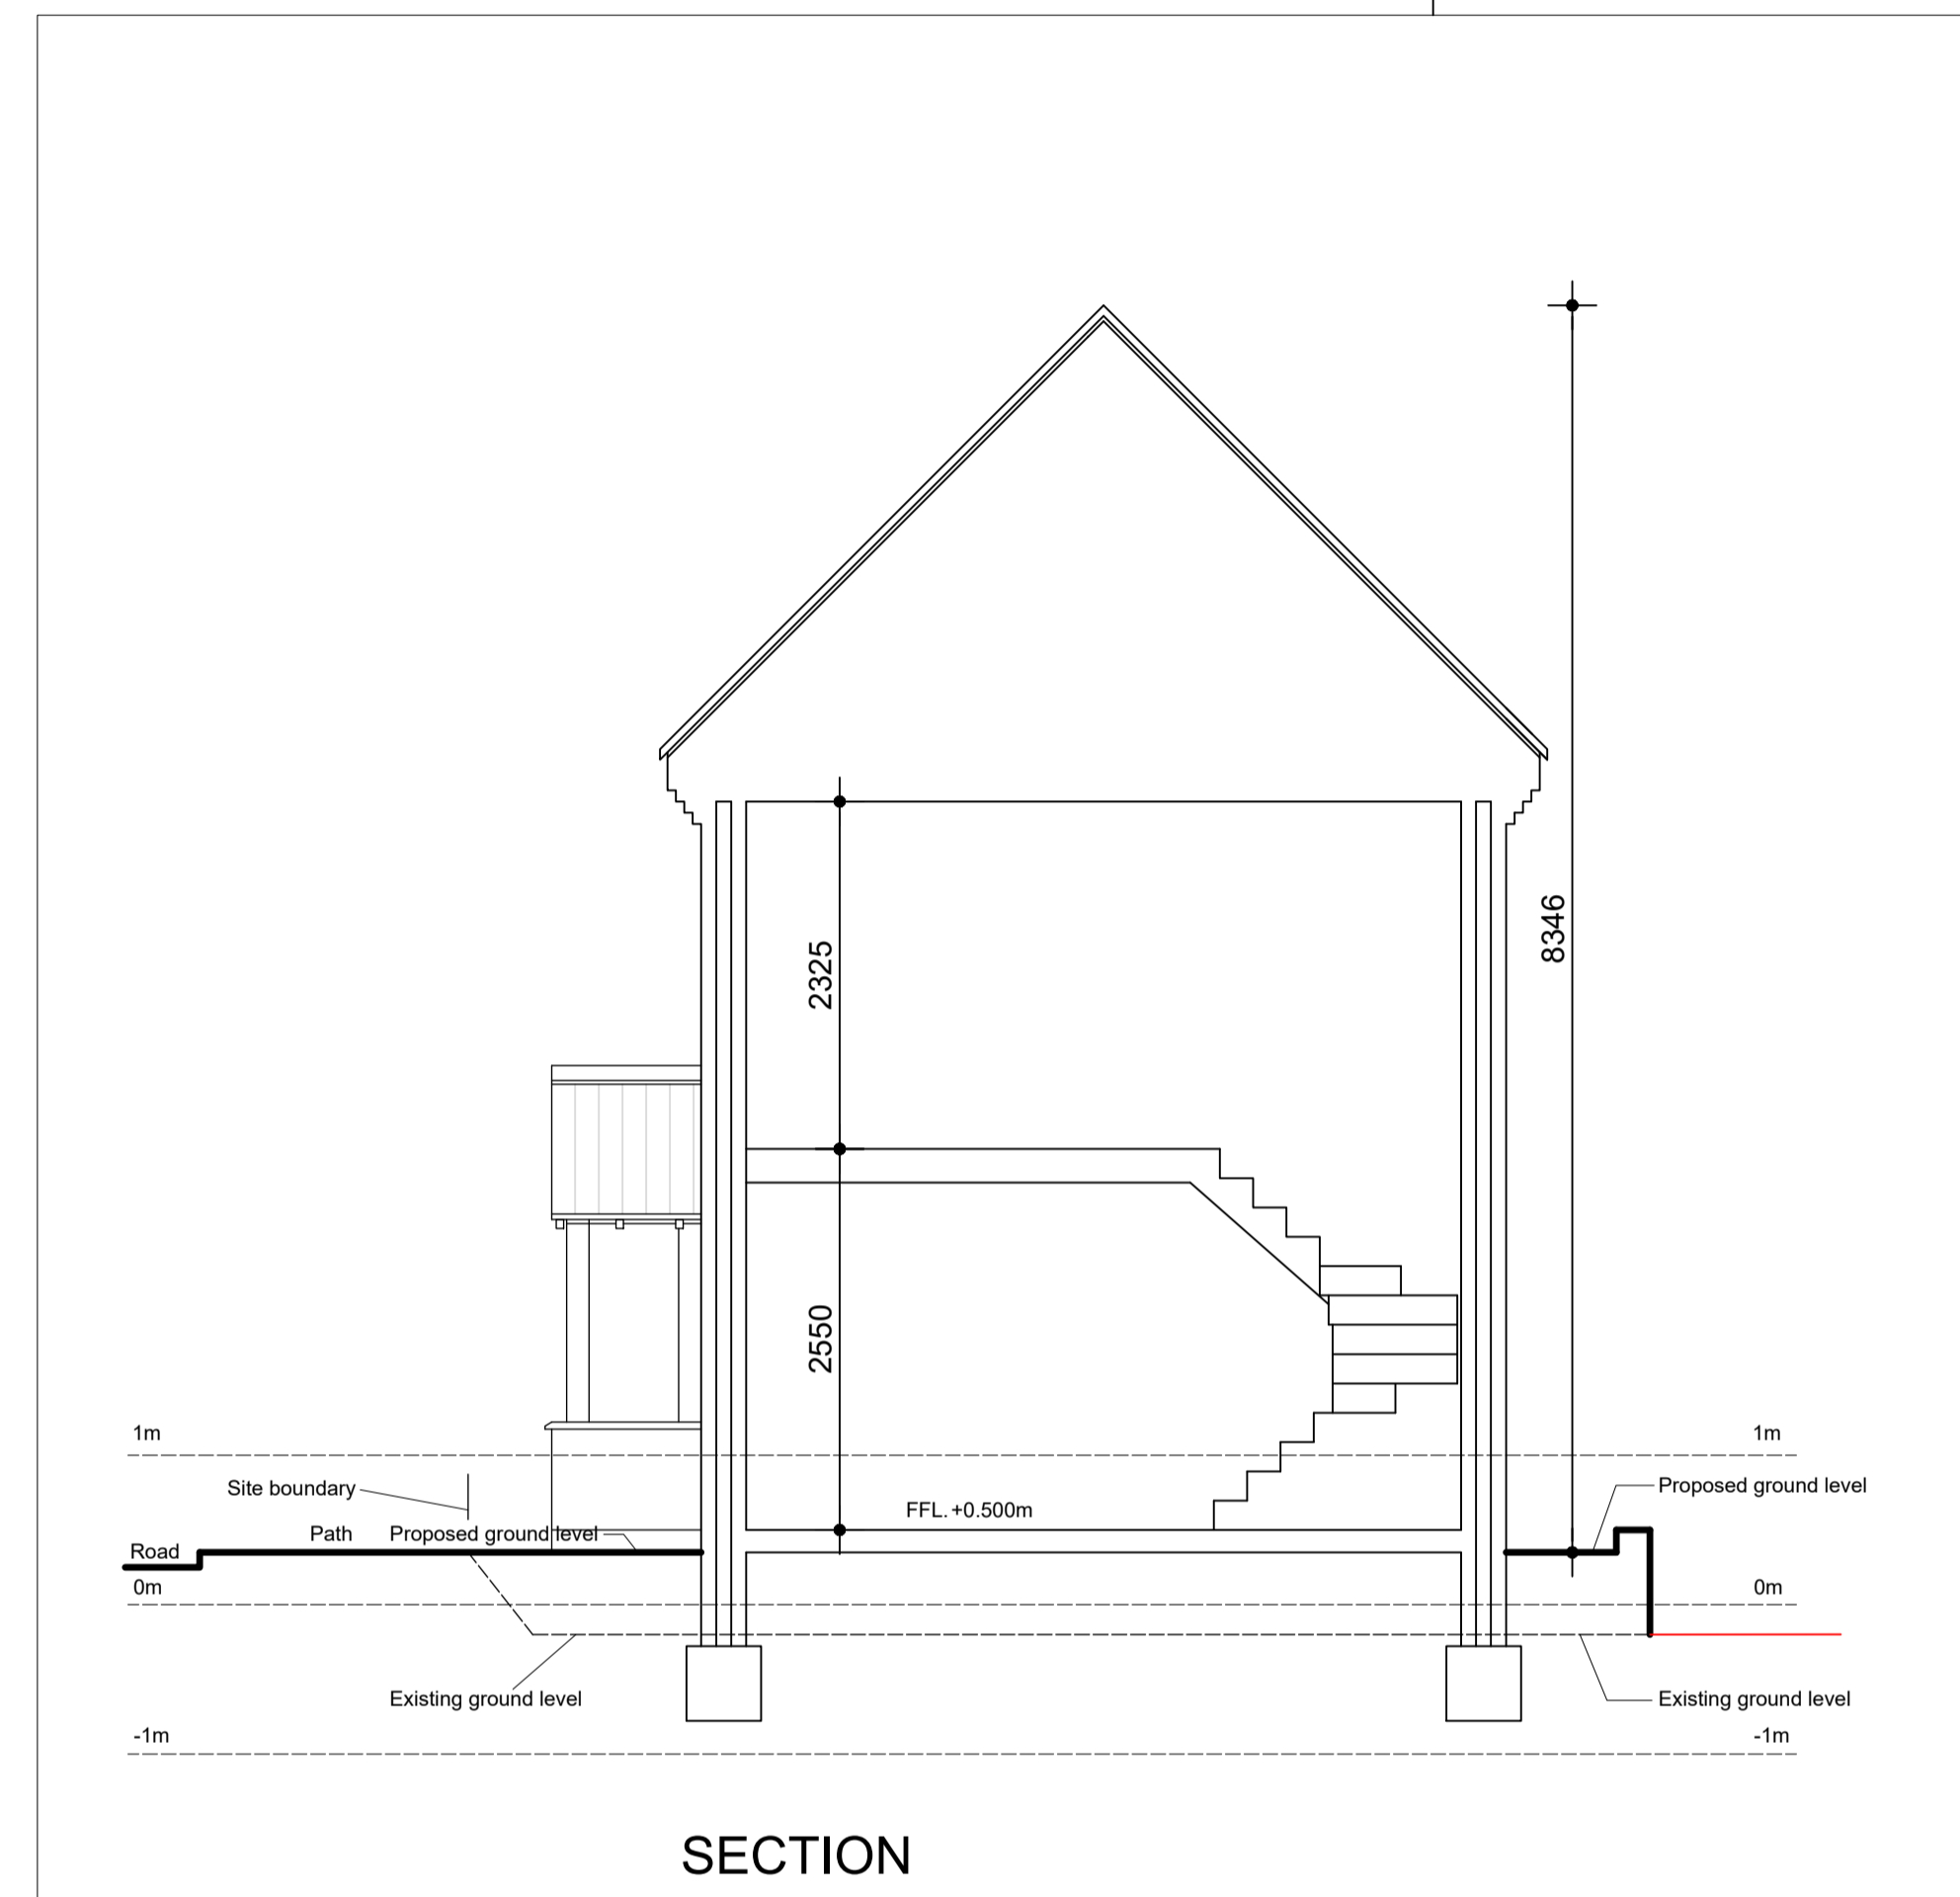 8346
2325
2550
1m
1m
Site boundary
Proposed ground level
FFL. +0.500m
Path
Proposed ground level
Road
0m
0m
Existing ground level
Existing ground level
-1m
-1m
SECTION